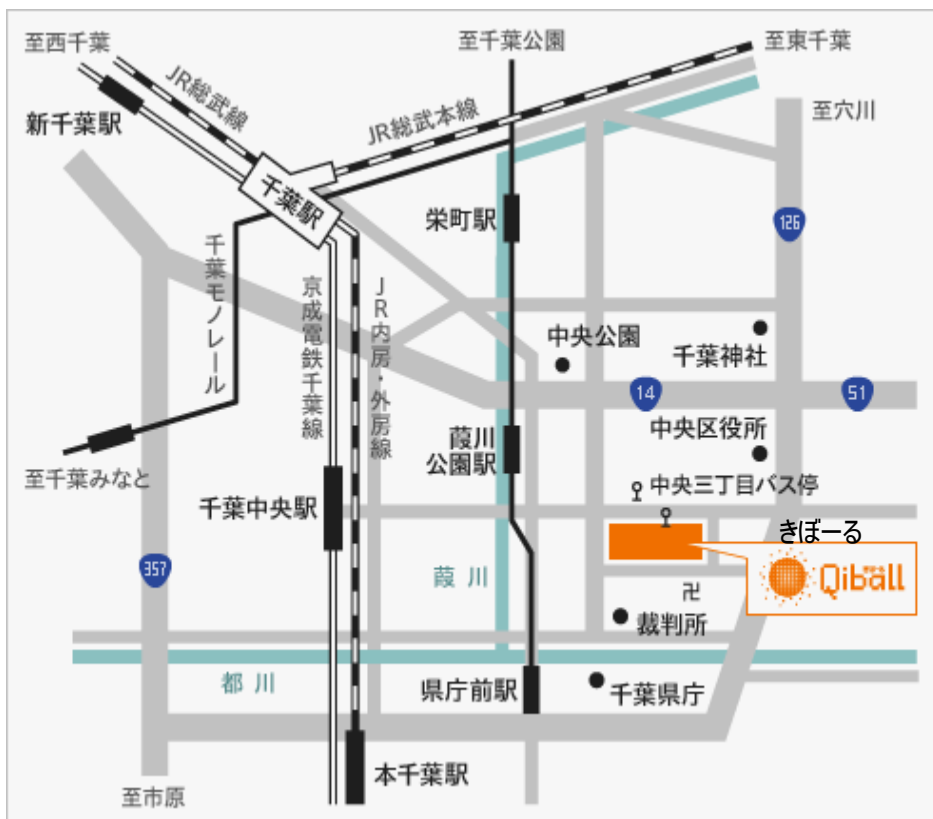 至西千葉
至千葉公園
至東千葉
JR総武線
JR総武本線
新千葉駅
至穴川
千葉駅
栄町駅
126
千葉モノレール
京成電鉄千葉線
JR内房・外房線
中央公園
千葉神社
14
51
中央区役所
葭川
公園駅
至千葉みなと
千葉中央駅
中央三丁目バス停
きぼーる
357
葭川
Qiball
卍
裁判所
都川
県庁前駅
千葉県庁
本千葉駅
至市原